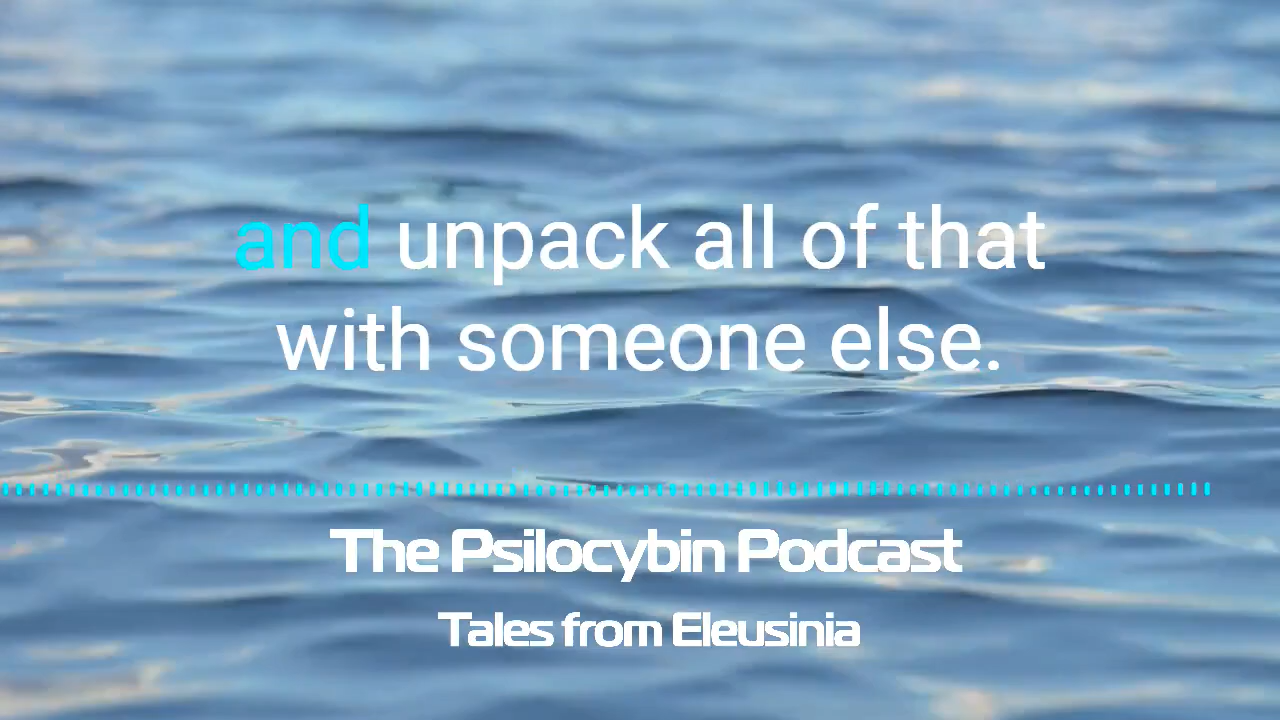 and unpack all of that
with someone else.
The Psilocybin Podcast
Tales from Eleusinia